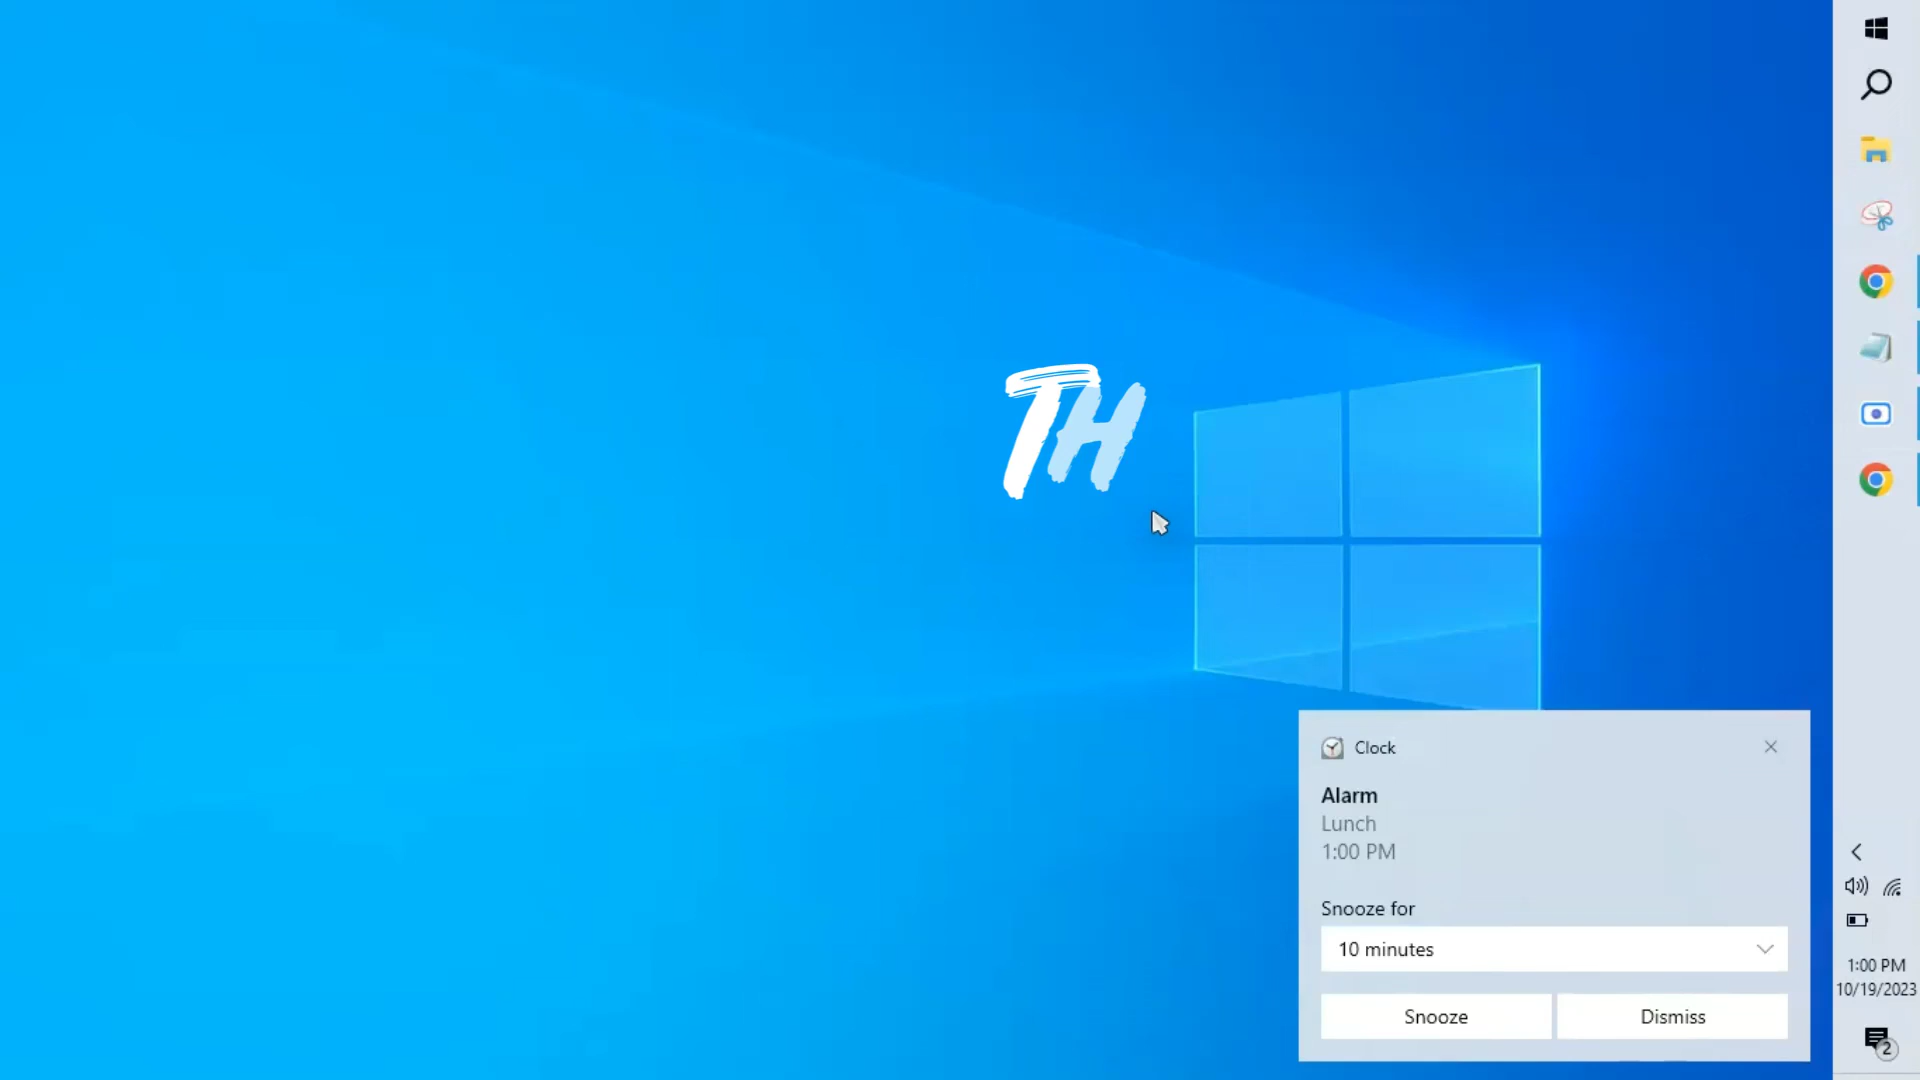 TH
Clock
Alarm
Lunch
1:00 PM
Snooze for
10 minutes
Snooze
Dismiss
1:00 PM
10/19/2023
2